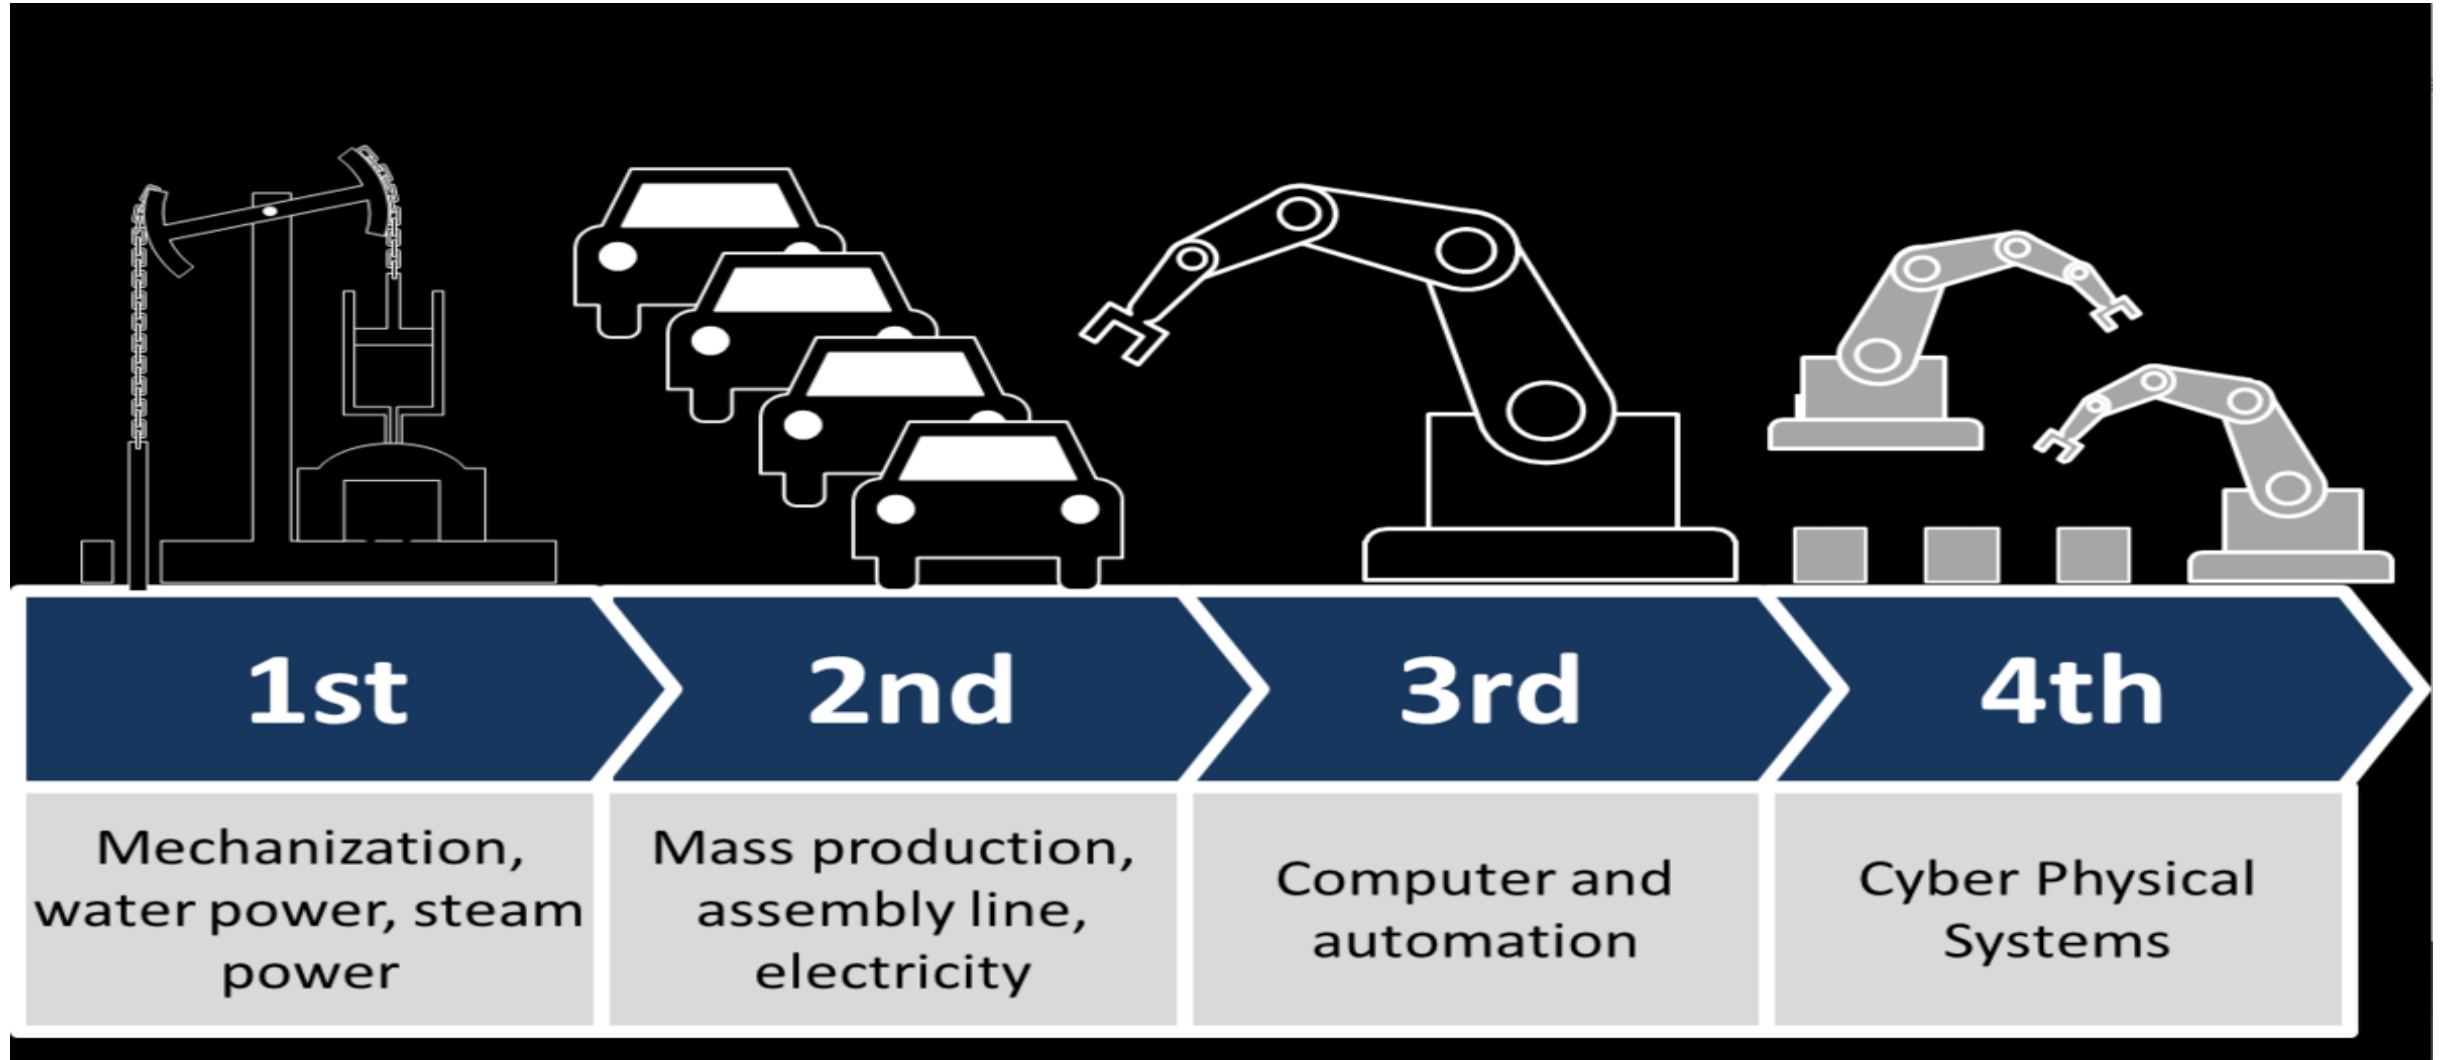 1st
2nd
3rd
4th
Mechanization,
water power, steam
power
Mass production,
assembly line,
electricity
Computer and
automation
Cyber Physical
Systems